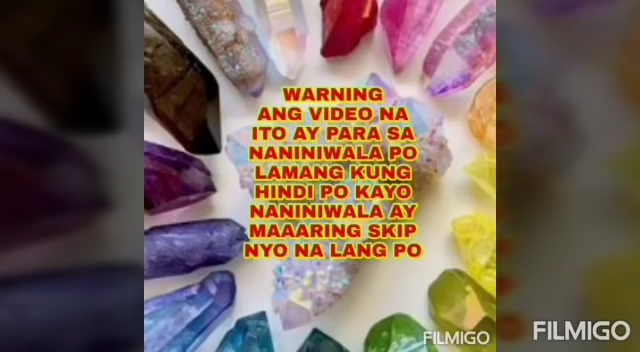 WARNING
ANG VIDEO NA
ITO AY PARA SA
NANINIWALA PO
LAMANG KUNG
HINDI PO KAYO
NANINIWALA AY
MAAARING SKIP
NYO NA LANG PO
FILMIGO
FILMIGO